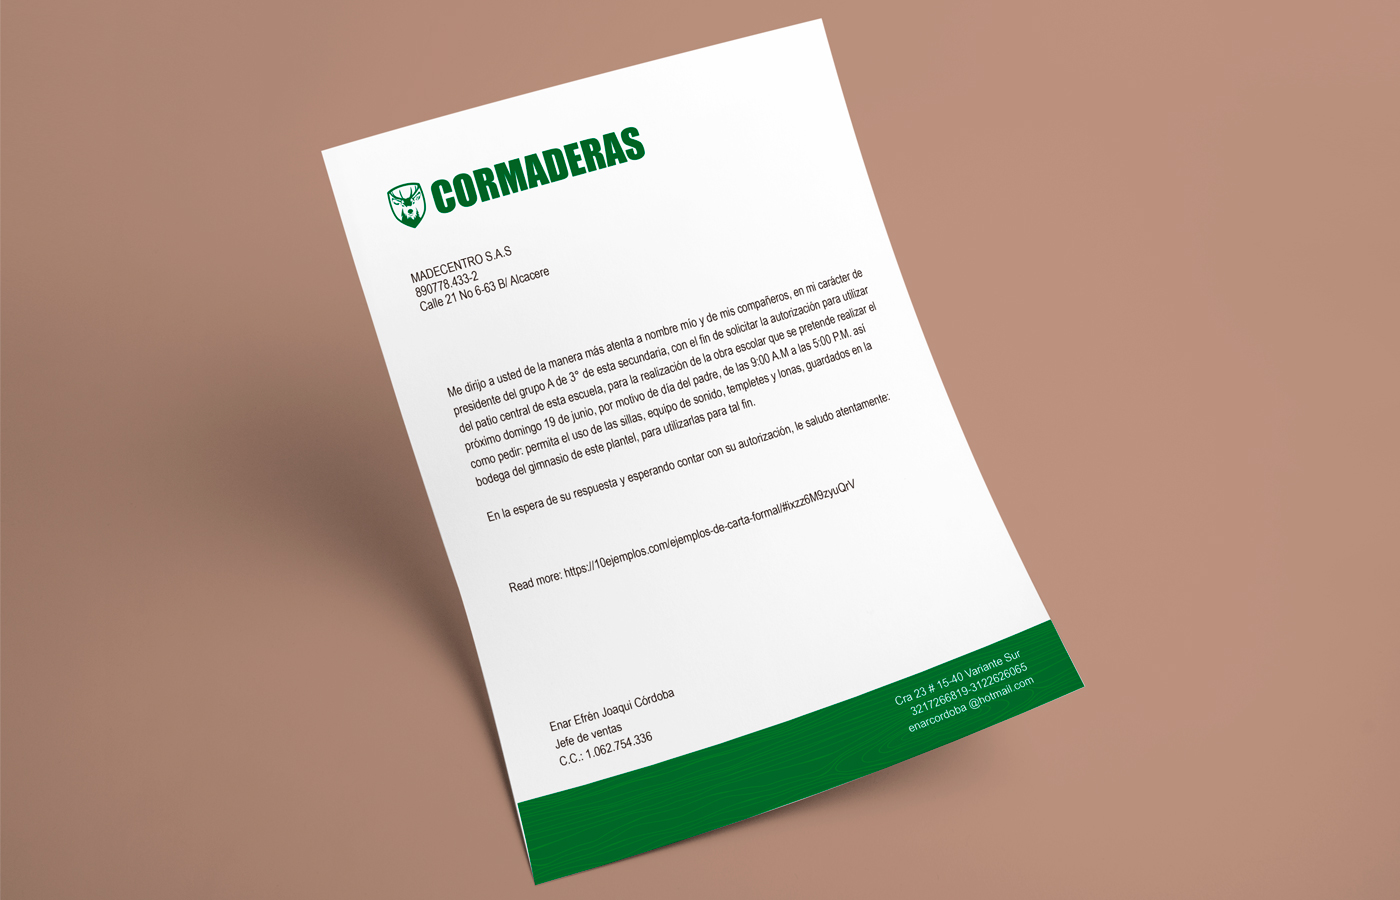 CORMADERAS
MADECENTRO S.A.S
890778.433-2
Calle 21 No 6-63 B/ Alcacere
Me dirijo a usted de la manera más atenta a nombre mío y de mis compañeros, en mi carácter de
presidente del grupo A de 3° de esta secundaria, con el fin de solicitar la autorización para utilizar
del patio central de esta escuela, para la realización de la obra escolar que se pretende realizar el
próximo domingo 19 de junio, por motivo de día del padre, de las 9:00 A.M a las 5:00 P.M. así
como pedir: permita el uso de las sillas, equipo de sonido, templetes y lonas, guardados en la
bodega del gimnasio de este plantel, para utilizarlas para tal fin.
En la espera de su respuesta y esperando contar con su autorización, le saludo atentamente:
Read more: https://10ejemplos.com/ejemplos-de-carta-formal/#ixzz6M9zyuQrV
Enar Efrén Joaqui Córdoba
Jefe de ventas
C.C.: 1.062.754.336
Cra 23 # 15-40 Variante Sur
3217266819-3122626065
enarcordoba @hotmail.com